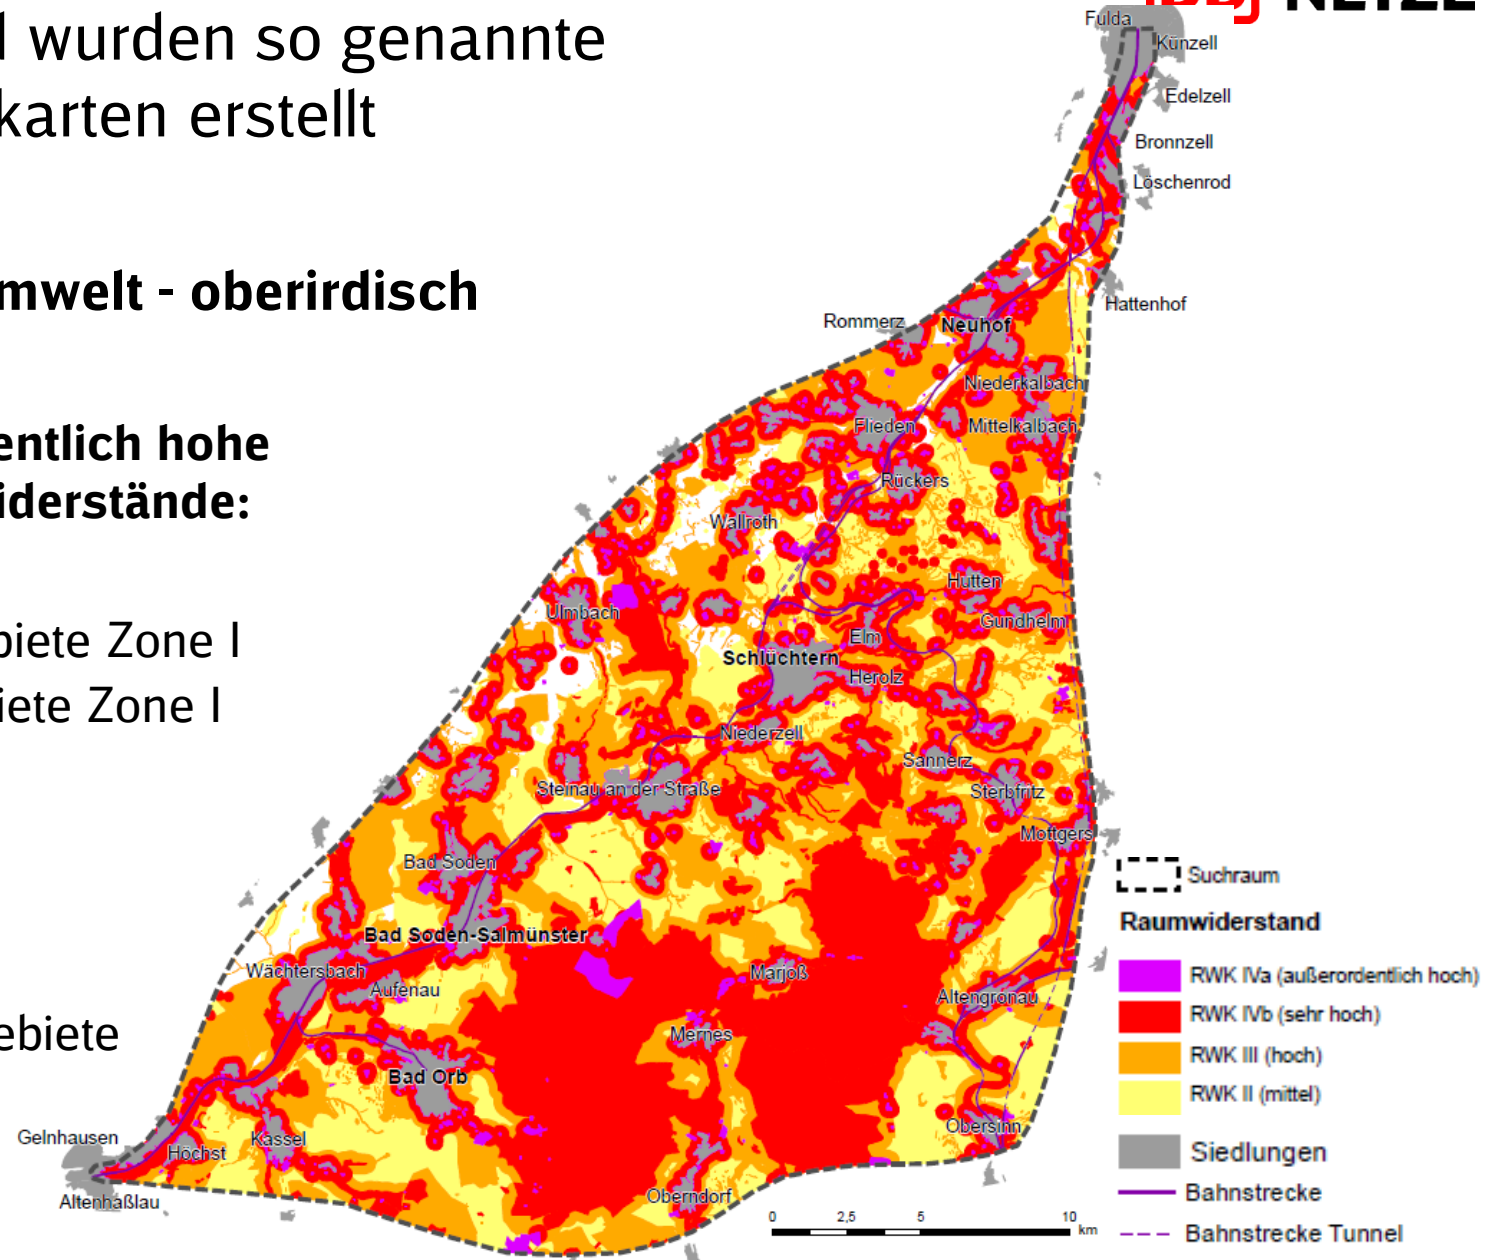 wurden so genannte
karten erstellt
mwelt - oberirdisch
entlich hohe
iderstände:
biete Zone I
iete Zone I
ebiete
NETZE
Fulda
Künzell
Edelzell
Bronnzell
Löschenrod
Hattenhof
Rommerz
Neuhof
Niederkalbach
Flieden
Mittelkalbach
Rückers
Wallroth
Hutten
Ulmbach
Gundhelm
Elm
Schlüchtern
Herolz
Niederzell
Sannerz
Steinau an der Straße
Sterbfritz
Mottgers
Bad Soden
Bad Soden-Salmünster
Wächtersbach
Marjoß
Aufenau
Altengronau
Mernes
Bad Orb
Obersinn
Gelnhausen
Kassel
Höchst
Altenhaßlau
Oberndorf
Suchraum
Raumwiderstand
RWK IVa (außerordentlich hoch)
RWK IVb (sehr hoch)
RWK III (hoch)
RWK II (mittel)
Siedlungen
Bahnstrecke
Bahnstrecke Tunnel
0 2,5 5 10
km